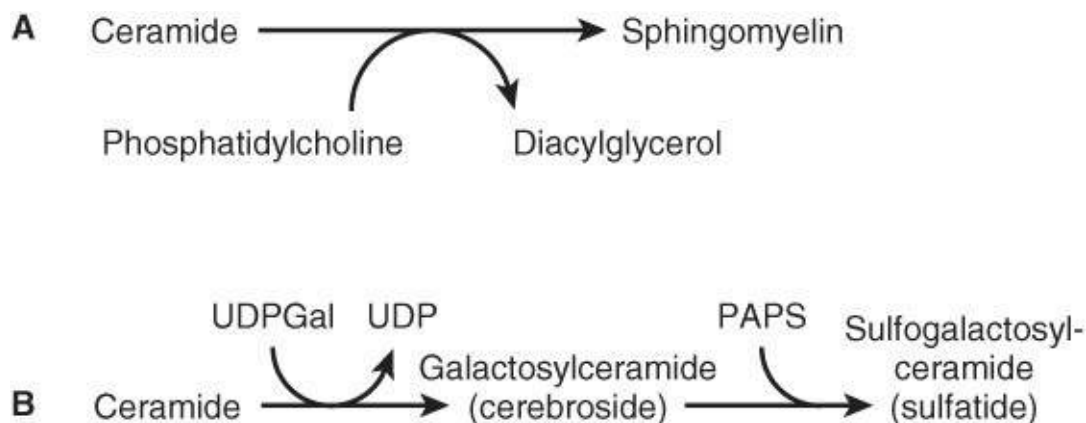 A Ceramide Sphingomyelin
Phosphatidylcholine Diacylglycerol
UDPGal UDP PAPS Sulfogalactosyl-
Galactosylceramide ceramide
B Ceramide (cerebroside) (sulfatide)